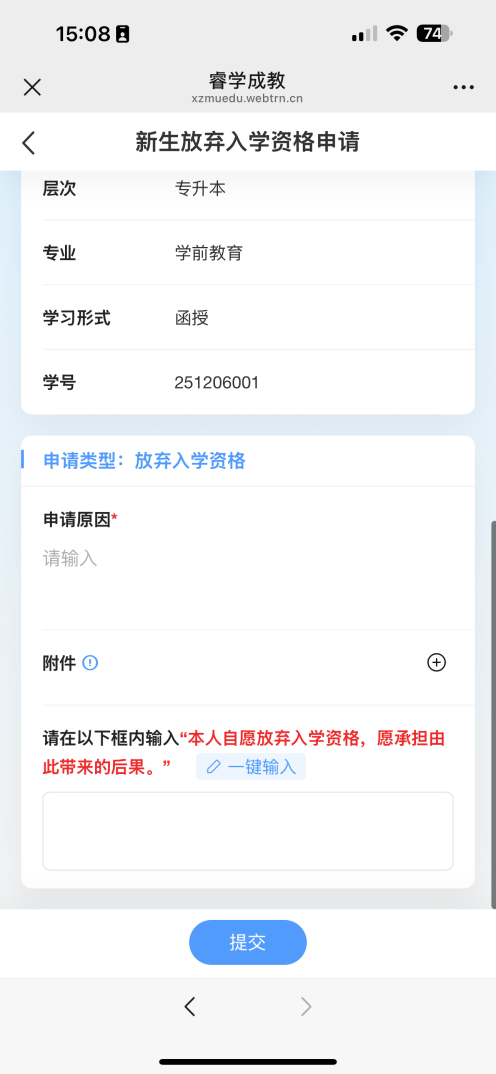 15:08
74
睿学成教
xzmuedu.webtrn.cn
新生放弃入学资格申请
层次 专升本
专业 学前教育
学习形式 函授
学号 251206001
申请类型：放弃入学资格
申请原因*
请输入
附件
请在以下框内输入“本人自愿放弃入学资格，愿承担由
此带来的后果。” 一键输入
提交